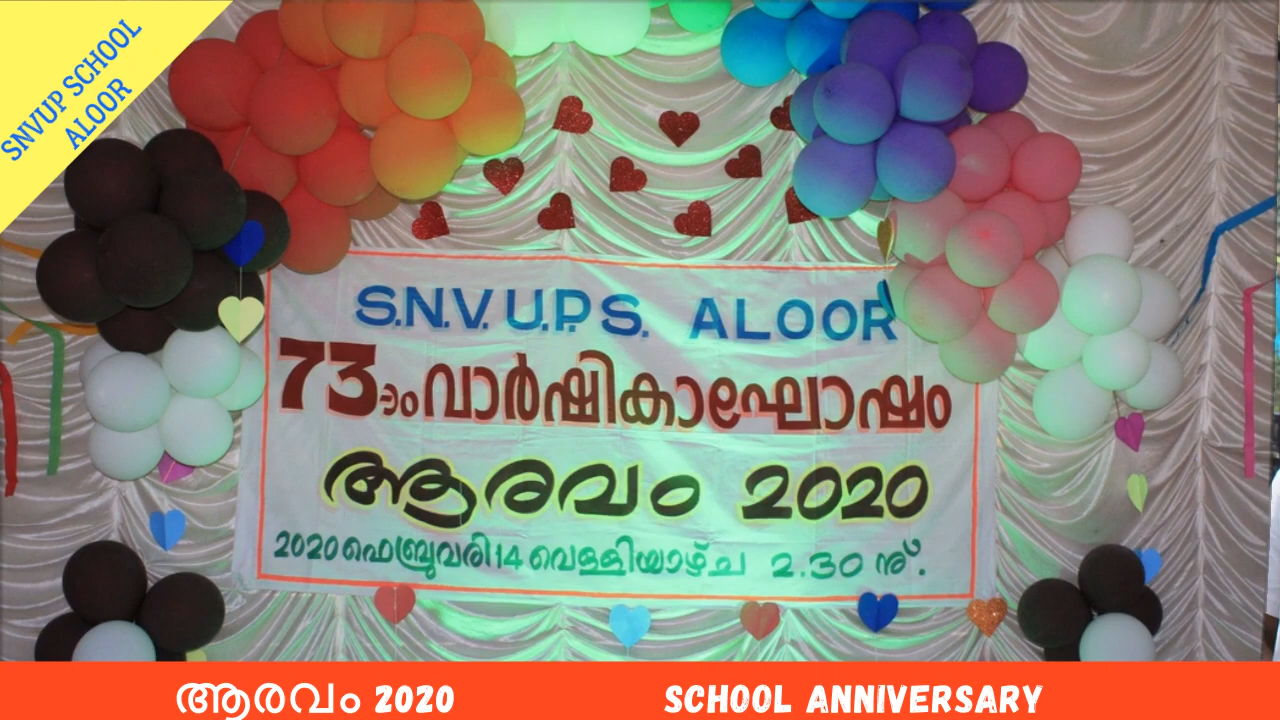 SNVUP SCHOOL
ALOOR
S.N.V. U.P.S. ALOOR
73ാംവാർഷികാഘോഷം
ആരവം 2020
2020 ഫെബ്രുവരി 14 വെള്ളിയാഴ്ച 2.30 ന്.
ആരവം 2020 SCHOOL ANNIVERSARY